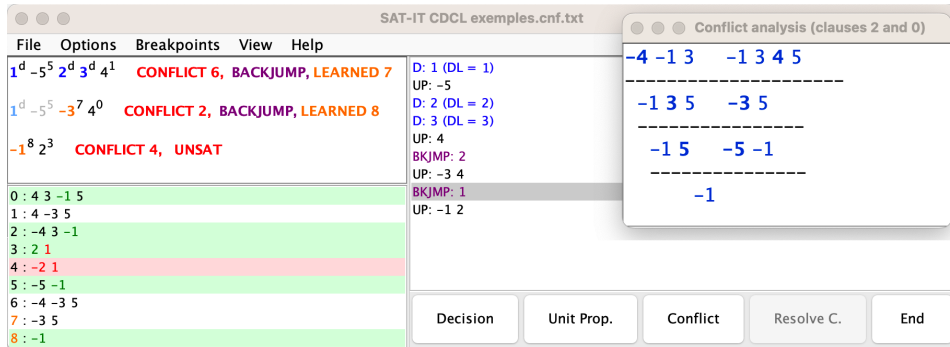 SAT-IT CDCL exemples.cnf.txt
File Options Breakpoints View Help
1ᵈ -5⁵ 2ᵈ 3ᵈ 4¹ CONFLICT 6, BACKJUMP, LEARNED 7
1ᵈ -5⁵ -3⁷ 4⁰ CONFLICT 2, BACKJUMP, LEARNED 8
-1⁸ 2³ CONFLICT 4, UNSAT
0 : 4 3 -1 5
1 : 4 -3 5
2 : -4 3 -1
3 : 2 1
4 : -2 1
5 : -5 -1
6 : -4 -3 5
7 : -3 5
8 : -1
D: 1 (DL = 1)
UP: -5
D: 2 (DL = 2)
D: 3 (DL = 3)
UP: 4
BKJMP: 2
UP: -3 4
BKJMP: 1
UP: -1 2
Decision Unit Prop. Conflict Resolve C. End
Conflict analysis (clauses 2 and 0)
-4 -1 3 -1 3 4 5
----------------------
-1 3 5 -3 5
----------------
-1 5 -5 -1
---------------
-1